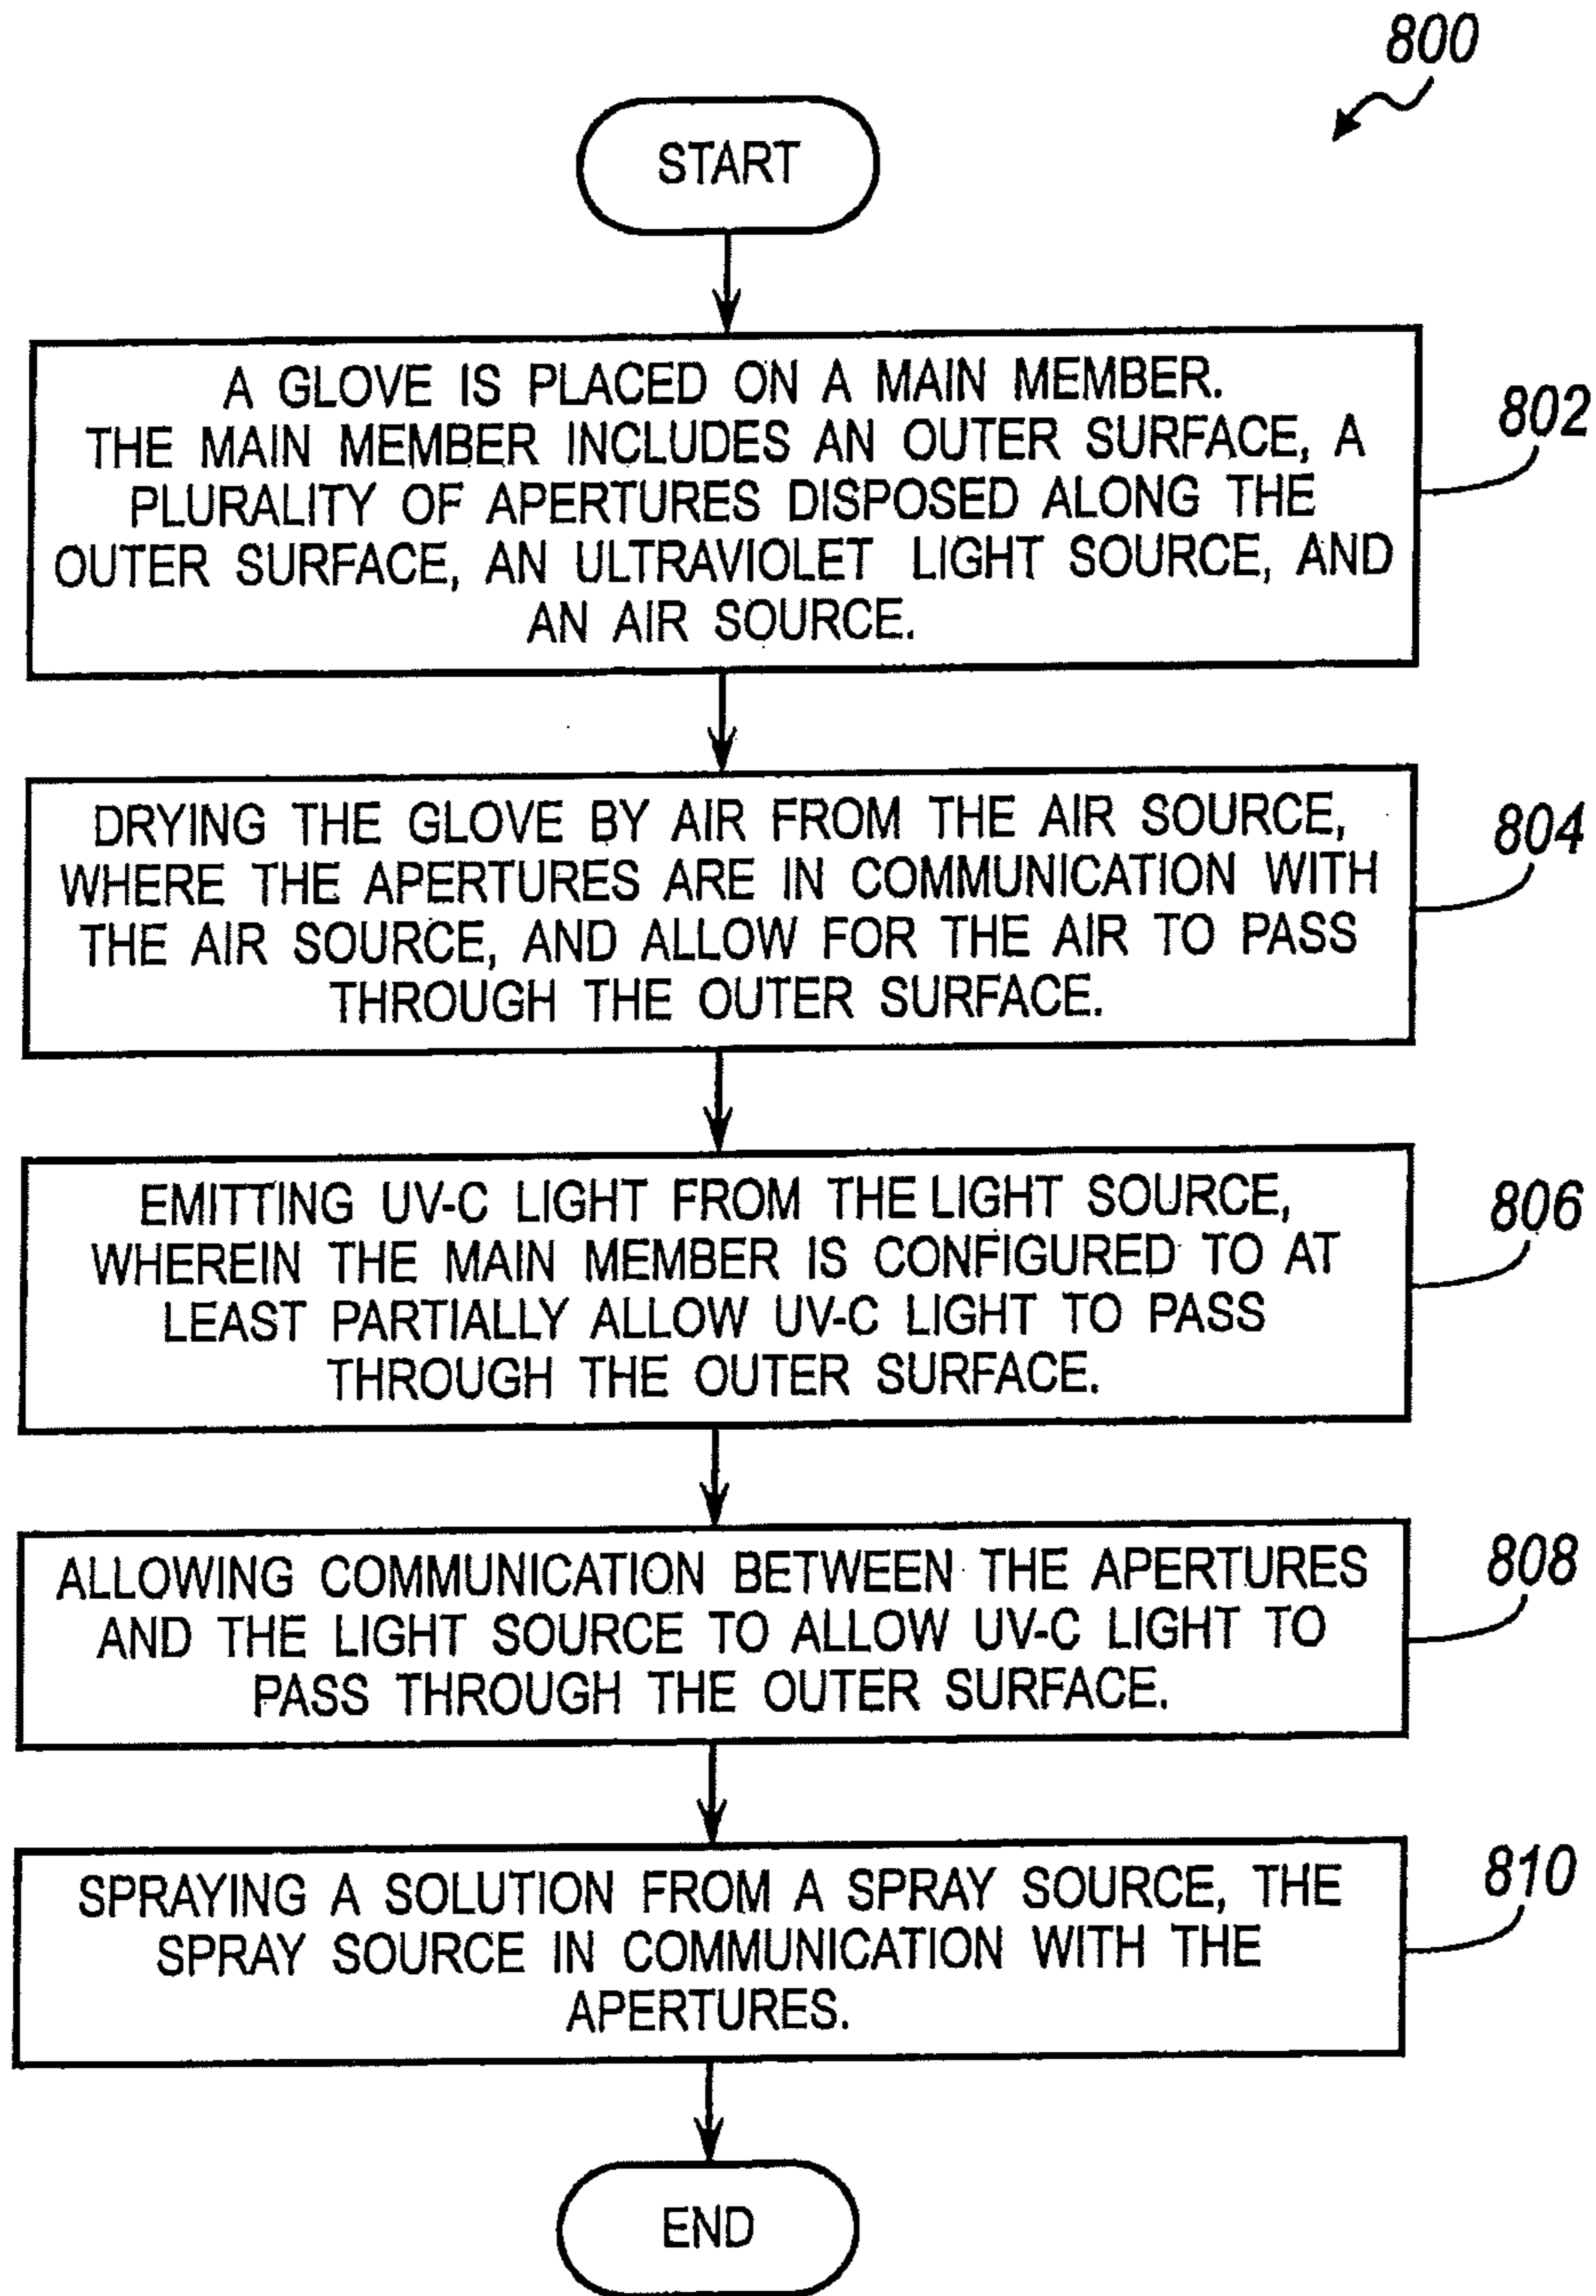 800
START
A GLOVE IS PLACED ON A MAIN MEMBER.
THE MAIN MEMBER INCLUDES AN OUTER SURFACE, A
PLURALITY OF APERTURES DISPOSED ALONG THE
OUTER SURFACE, AN ULTRAVIOLET LIGHT SOURCE, AND
AN AIR SOURCE.
802
DRYING THE GLOVE BY AIR FROM THE AIR SOURCE,
WHERE THE APERTURES ARE IN COMMUNICATION WITH
THE AIR SOURCE, AND ALLOW FOR THE AIR TO PASS
THROUGH THE OUTER SURFACE.
804
EMITTING UV-C LIGHT FROM THE LIGHT SOURCE,
WHEREIN THE MAIN MEMBER IS CONFIGURED TO AT
LEAST PARTIALLY ALLOW UV-C LIGHT TO PASS
THROUGH THE OUTER SURFACE.
806
ALLOWING COMMUNICATION BETWEEN THE APERTURES
AND THE LIGHT SOURCE TO ALLOW UV-C LIGHT TO
PASS THROUGH THE OUTER SURFACE.
808
SPRAYING A SOLUTION FROM A SPRAY SOURCE, THE
SPRAY SOURCE IN COMMUNICATION WITH THE
APERTURES.
810
END